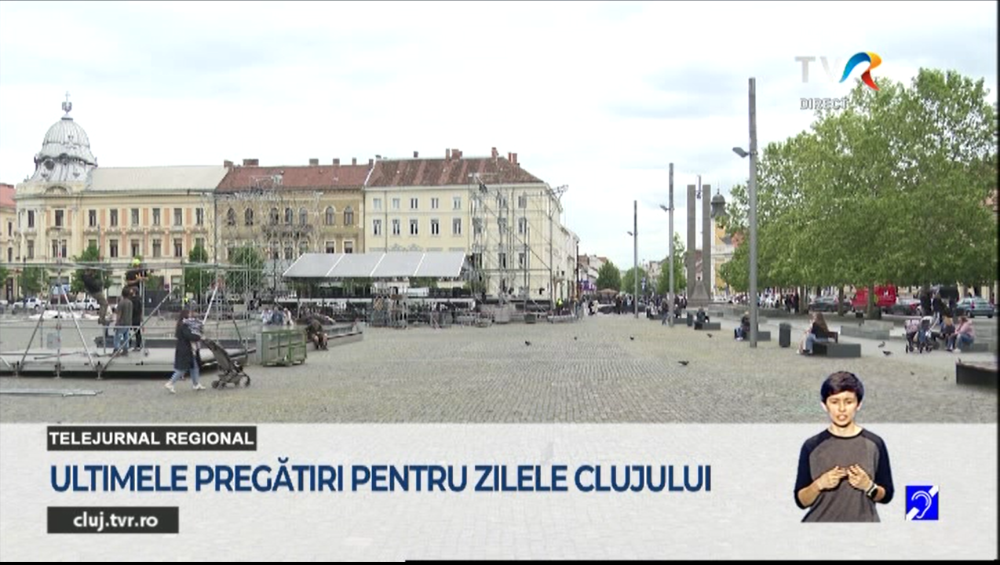 TVR
DIRECT
TELEJURNAL REGIONAL
ULTIMELE PREGĂTIRI PENTRU ZILELE CLUJULUI
cluj.tvr.ro